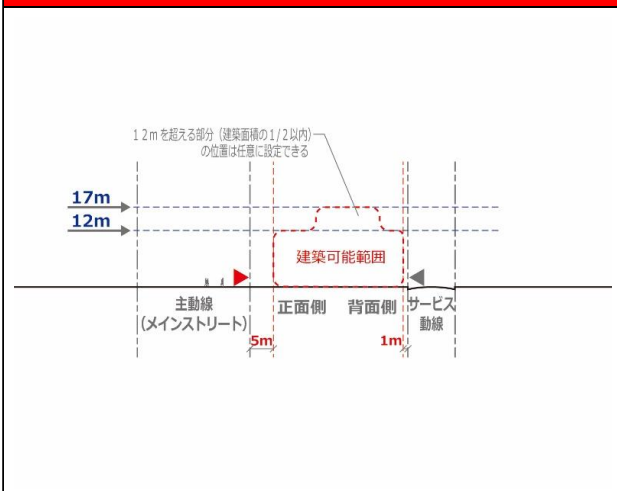 12mを超える部分（建築面積の1/2以内）
の位置は任意に設定できる
17m
12m
建築可能範囲
主動線
（メインストリート）
正面側
背面側
サービス
動線
5m
1m